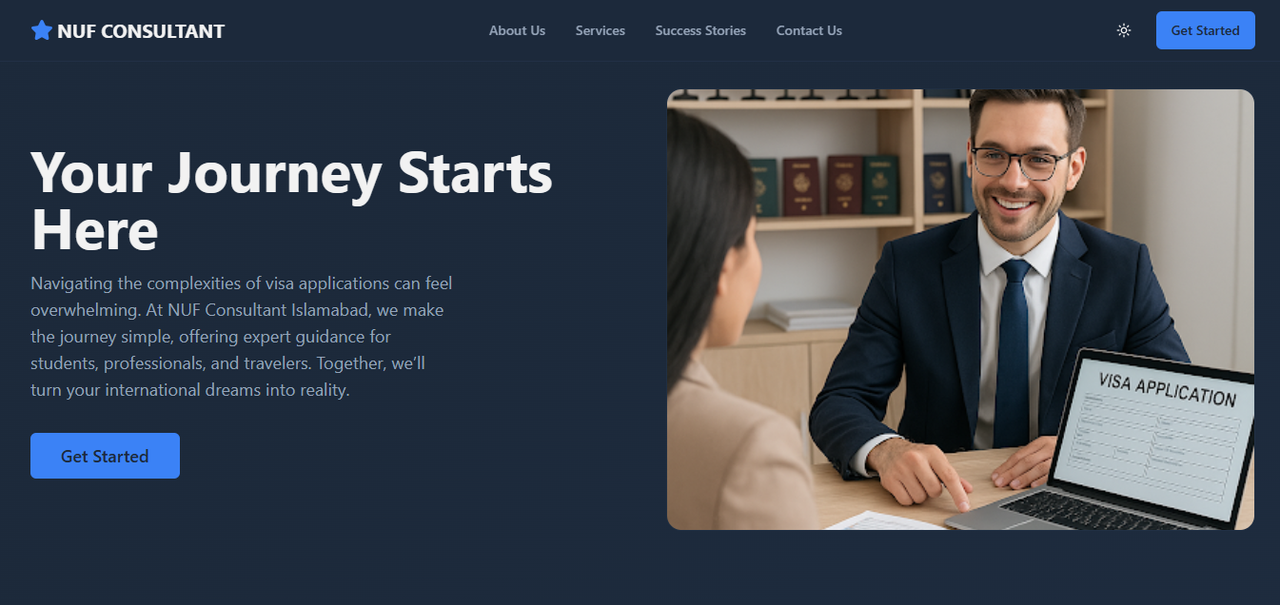 NUF CONSULTANT
About Us
Services
Success Stories
Contact Us
Get Started
Your Journey Starts
Here
Navigating the complexities of visa applications can feel
overwhelming. At NUF Consultant Islamabad, we make
the journey simple, offering expert guidance for
students, professionals, and travelers. Together, we’ll
turn your international dreams into reality.
Get Started
VISA APPLICATION